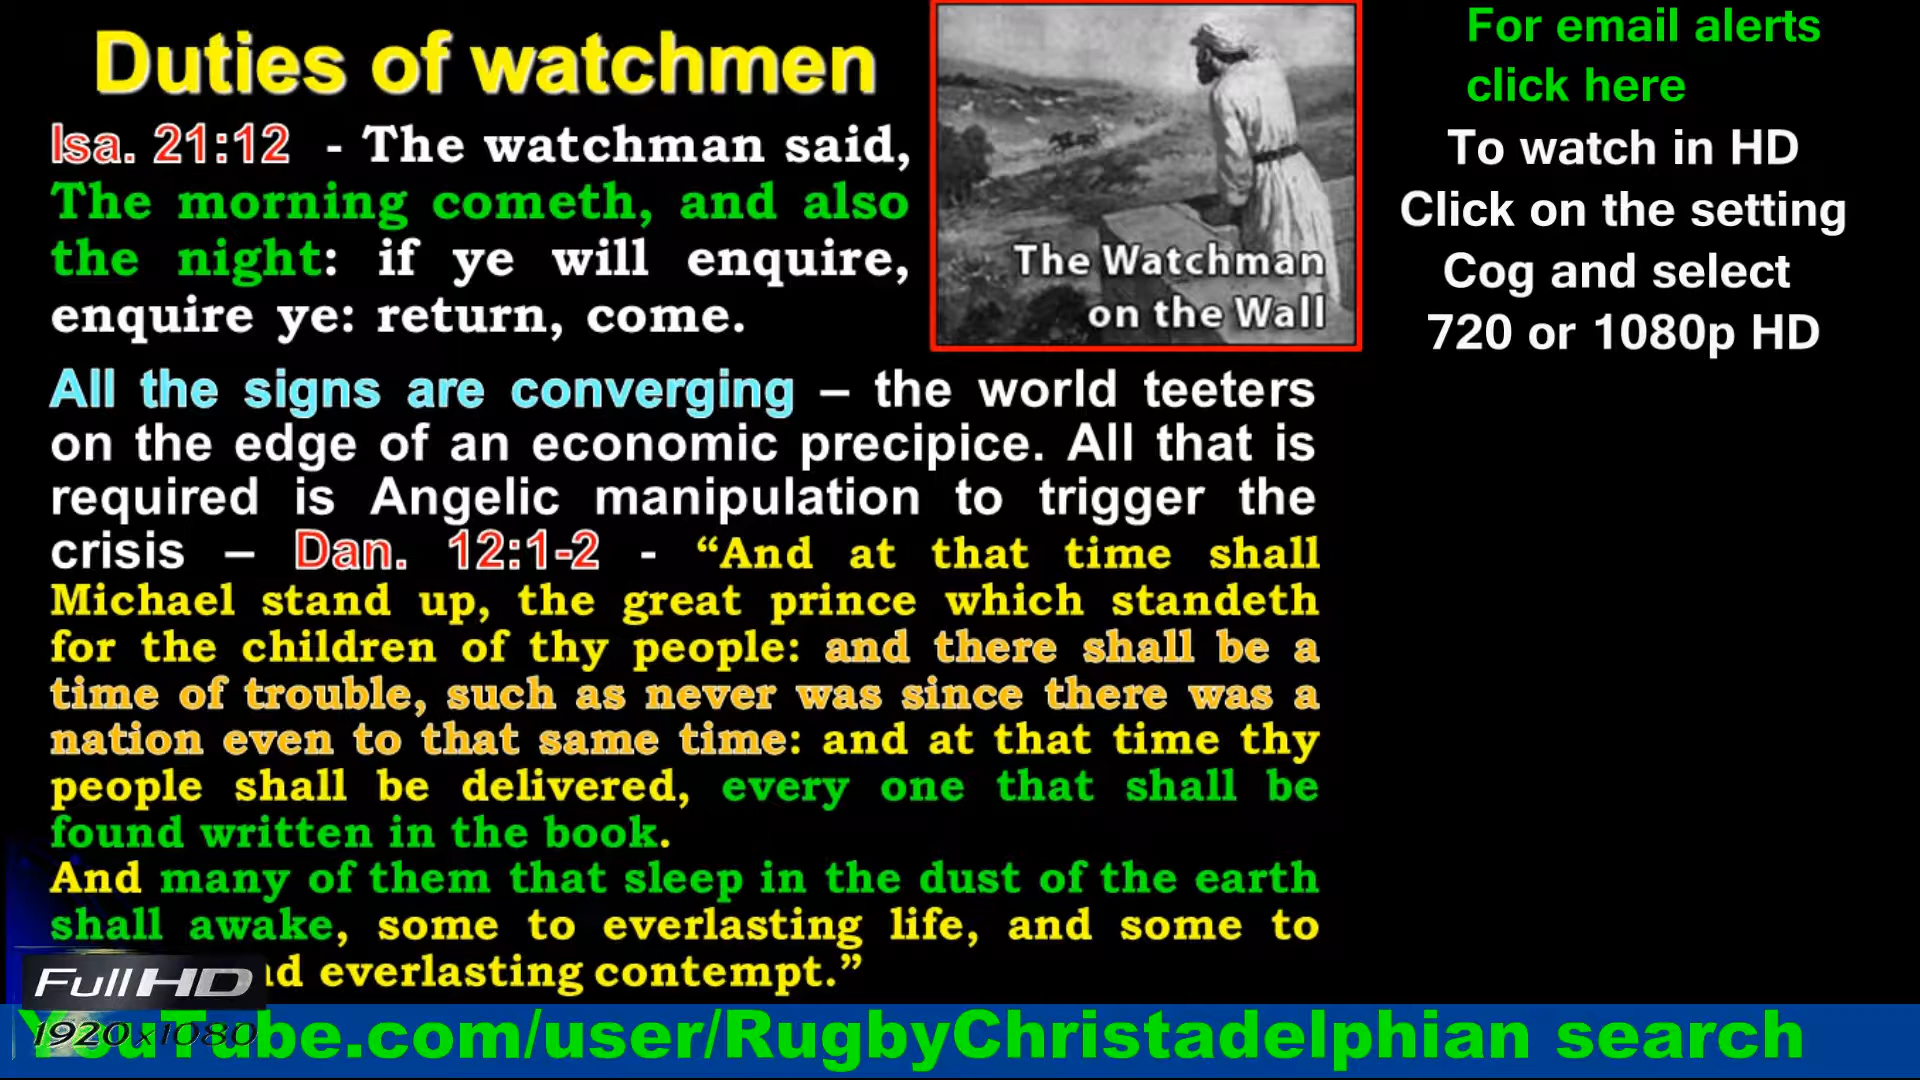 Duties of watchmen
Isa. 21:12 - The watchman said,
The morning cometh, and also
the night: if ye will enquire,
enquire ye: return, come.
The Watchman
on the Wall
For email alerts
click here
To watch in HD
Click on the setting
Cog and select
720 or 1080p HD
All the signs are converging – the world teeters
on the edge of an economic precipice. All that is
required is Angelic manipulation to trigger the
crisis – Dan. 12:1-2 - “And at that time shall
Michael stand up, the great prince which standeth
for the children of thy people: and there shall be a
time of trouble, such as never was since there was a
nation even to that same time: and at that time thy
people shall be delivered, every one that shall be
found written in the book.
And many of them that sleep in the dust of the earth
shall awake, some to everlasting life, and some to
everlasting contempt.”
Full HD
1920x1080
YouTube.com/user/RugbyChristadelphian search